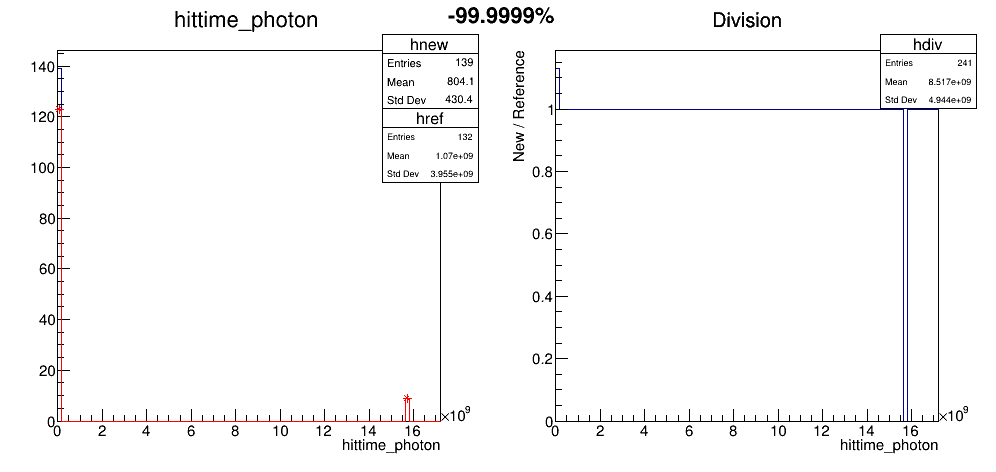 -99.9999%
hittime_photon
hnew
Entries 139
Mean 804.1
Std Dev 430.4
href
Entries 132
Mean 1.07e+09
Std Dev 3.955e+09
140
120
100
80
60
40
20
0
0 2 4 6 8 10 12 14 16 ×10⁹
hittime_photon
Division
hdiv
Entries 241
Mean 8.517e+09
Std Dev 4.944e+09
New / Reference
1
0.8
0.6
0.4
0.2
0
0 2 4 6 8 10 12 14 16 ×10⁹
hittime_photon